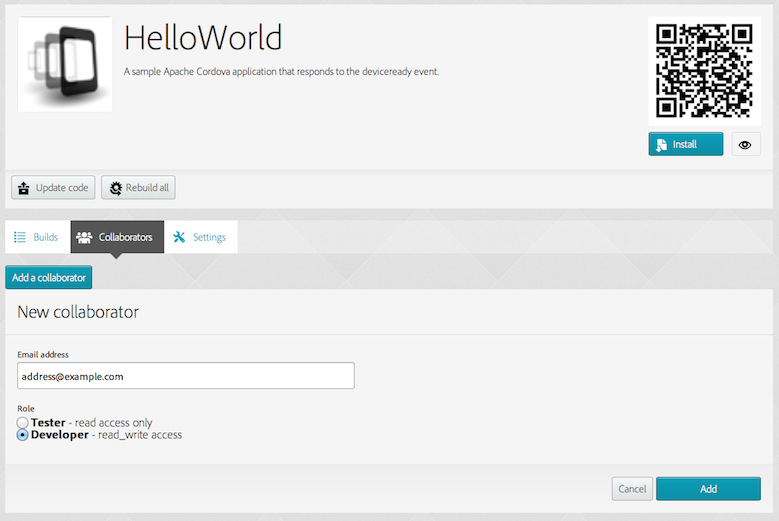 HelloWorld
A sample Apache Cordova application that responds to the deviceready event.
Install
Update code
Rebuild all
Builds
Collaborators
Settings
Add a collaborator
New collaborator
Email address
address@example.com
Role
Tester - read access only
Developer - read_write access
Cancel
Add